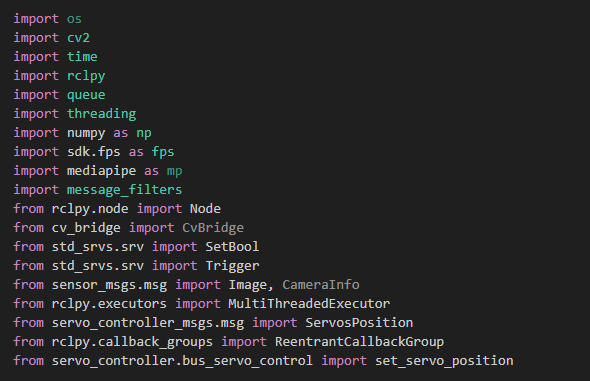 import os
import cv2
import time
import rclpy
import queue
import threading
import numpy as np
import sdk.fps as fps
import mediapipe as mp
import message_filters
from rclpy.node import Node
from cv_bridge import CvBridge
from std_srvs.srv import SetBool
from std_srvs.srv import Trigger
from sensor_msgs.msg import Image, CameraInfo
from rclpy.executors import MultiThreadedExecutor
from servo_controller_msgs.msg import ServosPosition
from rclpy.callback_groups import ReentrantCallbackGroup
from servo_controller.bus_servo_control import set_servo_position